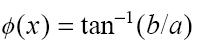 ϕ(x) = tan⁻¹(b/a)